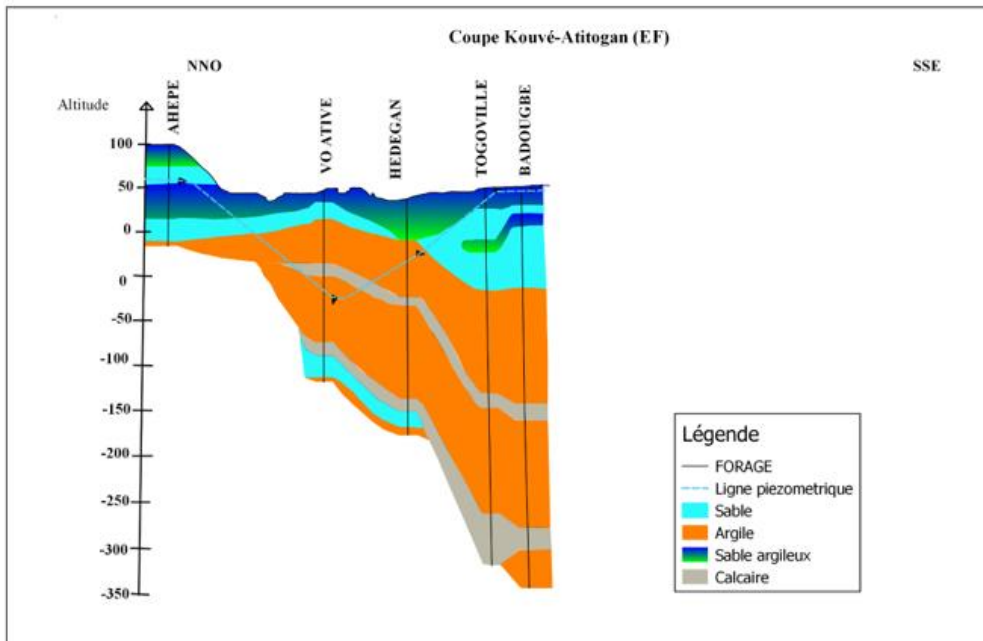 Coupe Kouvé-Atitogan (EF)
NNO
SSE
Altitude
AHEPE
VO ATIVE
HEDEGAN
TOGOVILLE
BADOUGBE
100
50
0
0
-50
-100
-150
-200
-250
-300
-350
Légende
FORAGE
Ligne piezometrique
Sable
Argile
Sable argileux
Calcaire